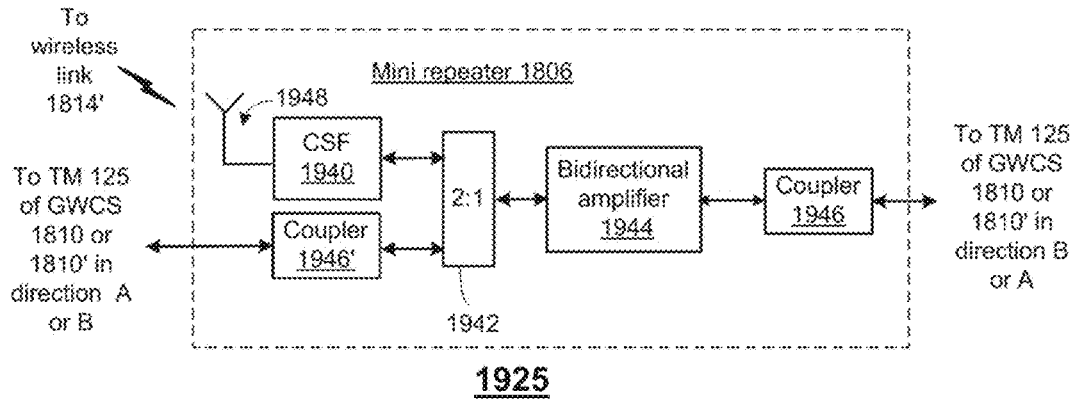 To
wireless
link
1814'
Mini repeater 1806
1948
CSF
1940
To TM 125
of GWCS
1810 or
1810' in
direction A
or B
Coupler
1946'
2:1
1942
Bidirectional
amplifier
1944
Coupler
1946
To TM 125
of GWCS
1810 or
1810' in
direction B
or A
1925